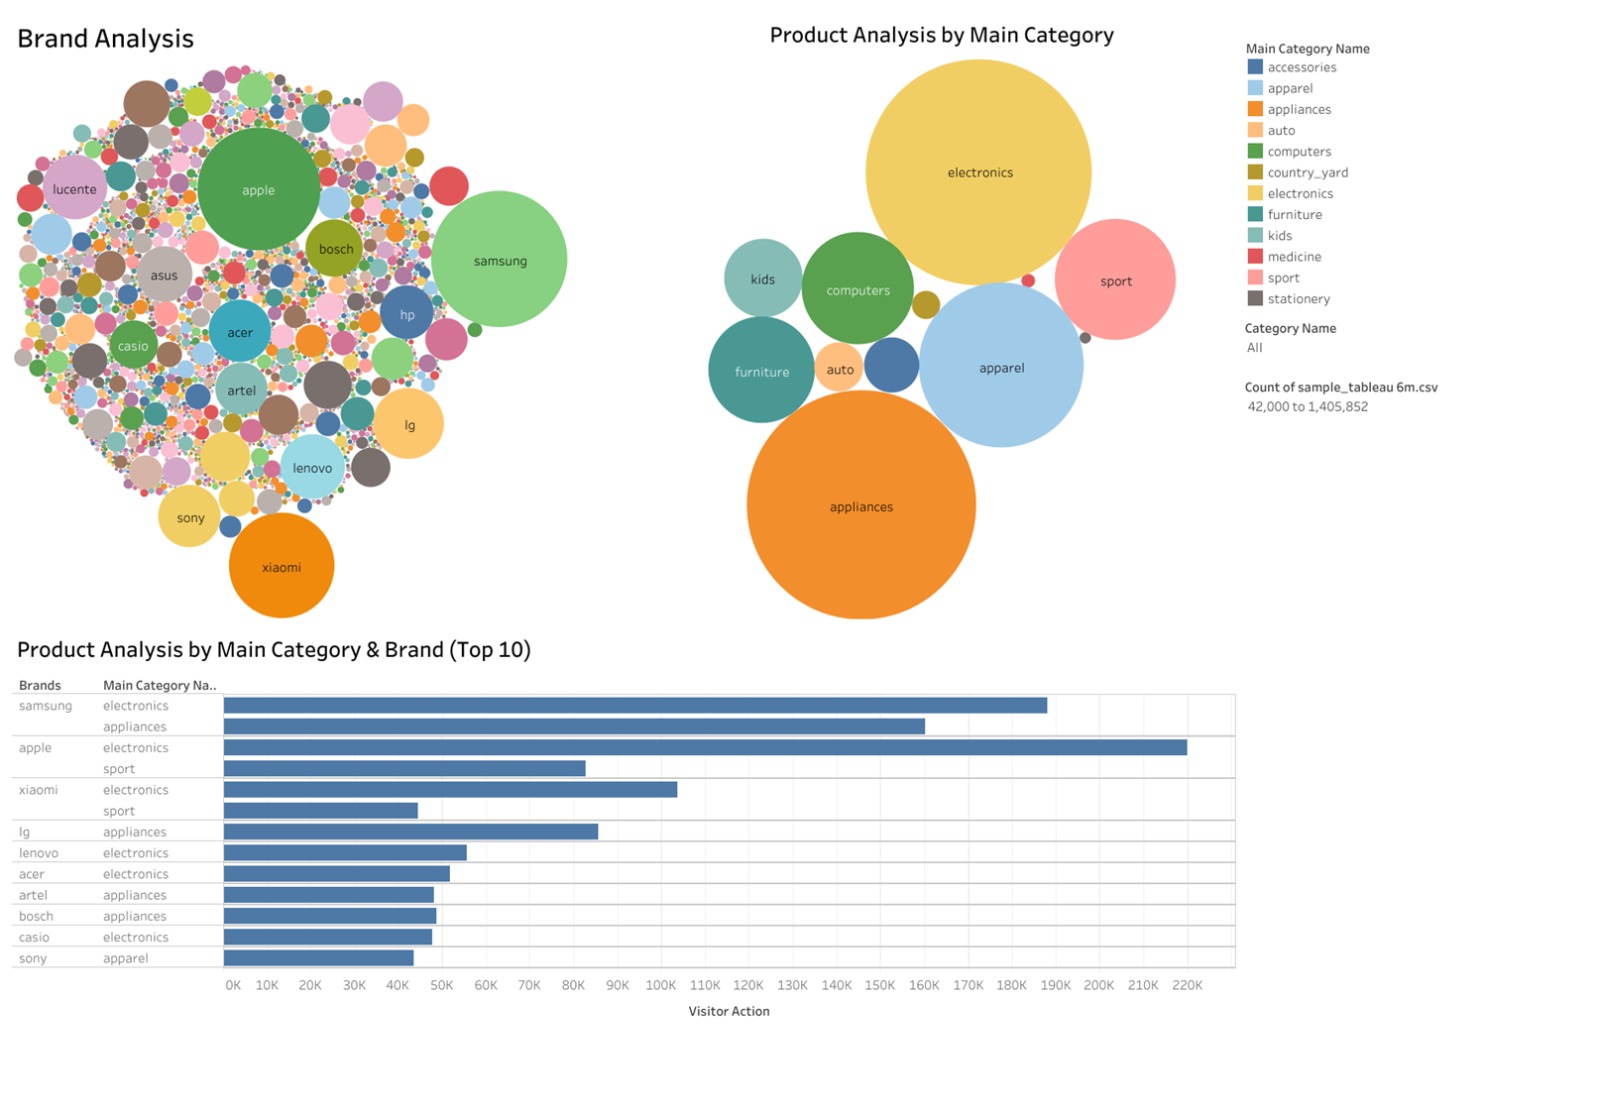 Brand Analysis
lucente
apple
bosch
samsung
asus
hp
acer
casio
artel
lg
lenovo
sony
xiaomi
Product Analysis by Main Category
electronics
kids
computers
sport
furniture
auto
apparel
appliances
Main Category Name
accessories
apparel
appliances
auto
computers
country_yard
electronics
furniture
kids
medicine
sport
stationery
Category Name
All
Count of sample_tableau 6m.csv
42,000 to 1,405,852
Product Analysis by Main Category & Brand (Top 10)
Brands Main Category Na..
samsung electronics
appliances
apple electronics
sport
xiaomi electronics
sport
lg appliances
lenovo electronics
acer electronics
artel appliances
bosch appliances
casio electronics
sony apparel
0K 10K 20K 30K 40K 50K 60K 70K 80K 90K 100K 110K 120K 130K 140K 150K 160K 170K 180K 190K 200K 210K 220K
Visitor Action